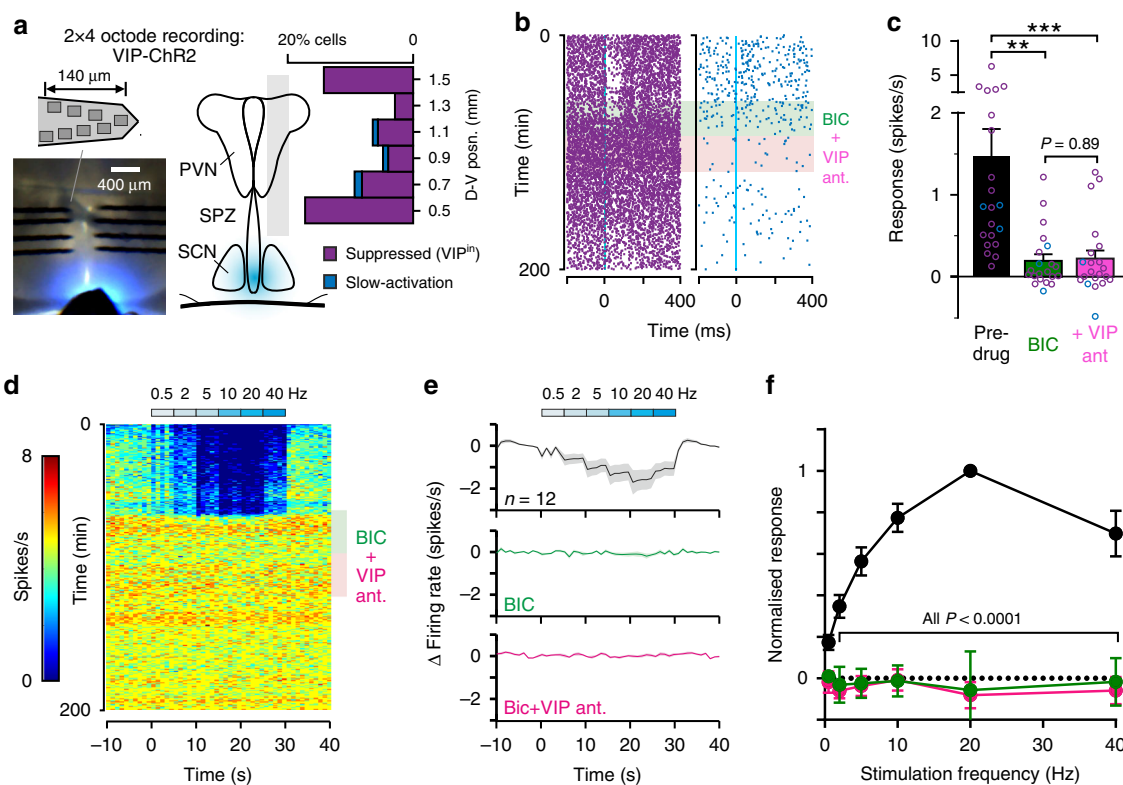 a
2×4 octode recording:
VIP-ChR2
140 µm
400 µm
PVN
SPZ
SCN
20% cells
0
1.5
1.3
1.1
0.9
0.7
0.5
D-V posn. (mm)
Suppressed (VIPⁱⁿ)
Slow-activation
b
0
200
Time (min)
0
400
0
400
Time (ms)
BIC
+
VIP
ant.
c
***
**
P = 0.89
10
5
2
1
0
Response (spikes/s)
Pre-
drug
BIC
+ VIP
ant
d
0.5 2 5 10 20 40 Hz
8
0
Spikes/s
0
200
Time (min)
–10 0 10 20 30 40
Time (s)
BIC
+
VIP
ant.
e
0.5 2 5 10 20 40 Hz
0
–2
n = 12
0
–2
BIC
0
–2
Bic+VIP ant.
Δ Firing rate (spikes/s)
–10 0 10 20 30 40
Time (s)
f
1
0
Normalised response
All P < 0.0001
0 10 20 30 40
Stimulation frequency (Hz)